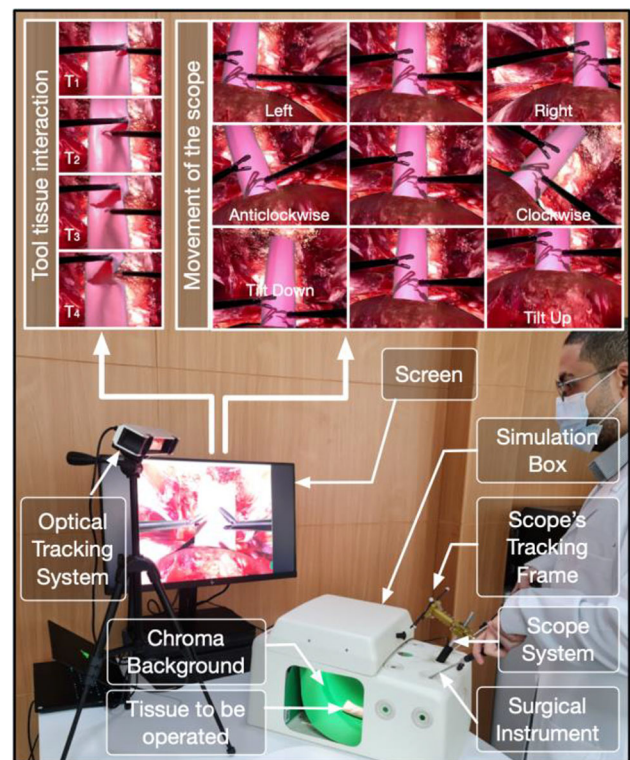 Tool tissue interaction
T1
T2
T3
T4
Movement of the scope
Left
Right
Anticlockwise
Clockwise
Tilt Down
Tilt Up
Screen
Simulation
Box
Optical
Tracking
System
Scope's
Tracking
Frame
Chroma
Background
Scope
System
Tissue to be
operated
Surgical
Instrument